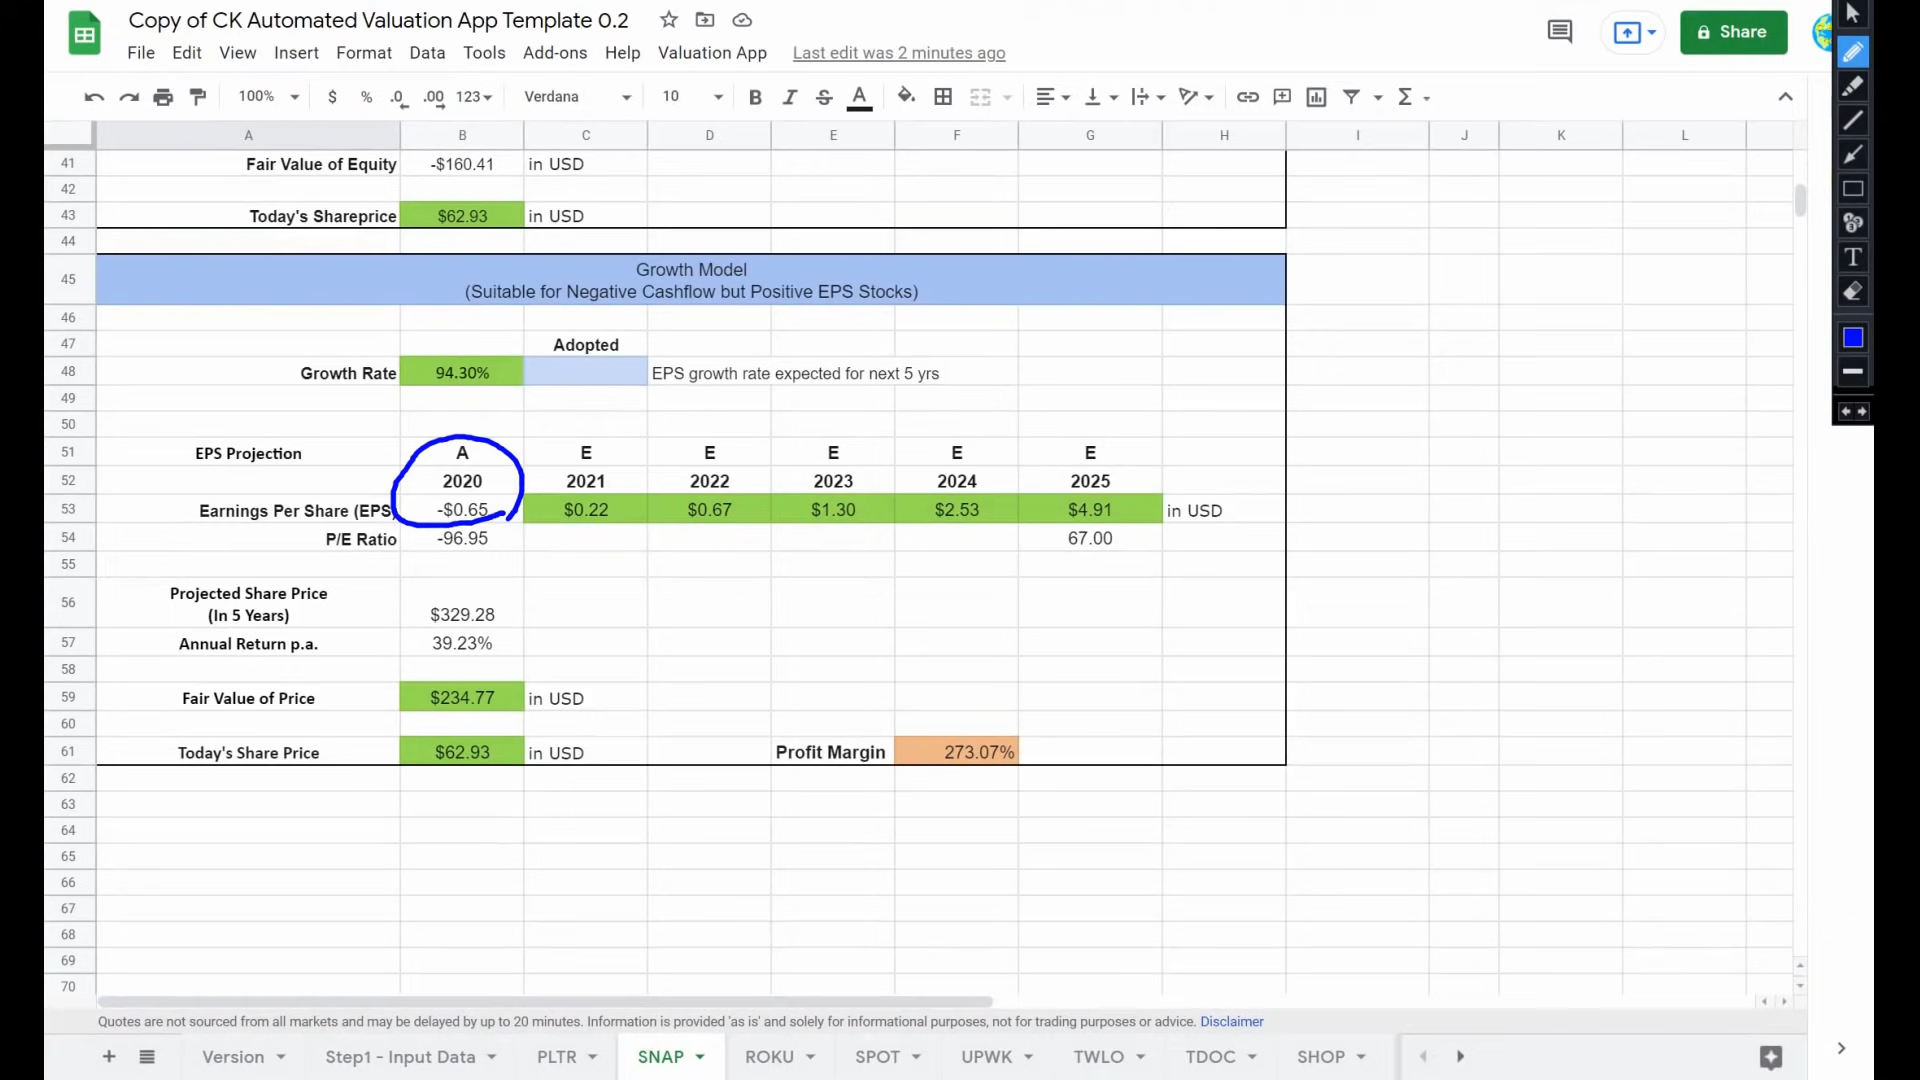 Copy of CK Automated Valuation App Template 0.2
Share
File Edit View Insert Format Data Tools Add-ons Help Valuation App Last edit was 2 minutes ago
100% $ % .0 .00 123 Verdana 10 B I S A Σ
A B C D E F G H I J K L
41 Fair Value of Equity -$160.41 in USD
42
43 Today's Shareprice $62.93 in USD
44
45 Growth Model
(Suitable for Negative Cashflow but Positive EPS Stocks)
46
47 Adopted
48 Growth Rate 94.30% EPS growth rate expected for next 5 yrs
49
50
51 EPS Projection A E E E E E
52 2020 2021 2022 2023 2024 2025
53 Earnings Per Share (EPS) -$0.65 $0.22 $0.67 $1.30 $2.53 $4.91 in USD
54 P/E Ratio -96.95 67.00
55
56 Projected Share Price
(In 5 Years) $329.28
57 Annual Return p.a. 39.23%
58
59 Fair Value of Price $234.77 in USD
60
61 Today's Share Price $62.93 in USD Profit Margin 273.07%
62
63
64
65
66
67
68
69
70
Quotes are not sourced from all markets and may be delayed by up to 20 minutes. Information is provided 'as is' and solely for informational purposes, not for trading purposes or advice. Disclaimer
Version Step1 - Input Data PLTR SNAP ROKU SPOT UPWK TWLO TDOC SHOP